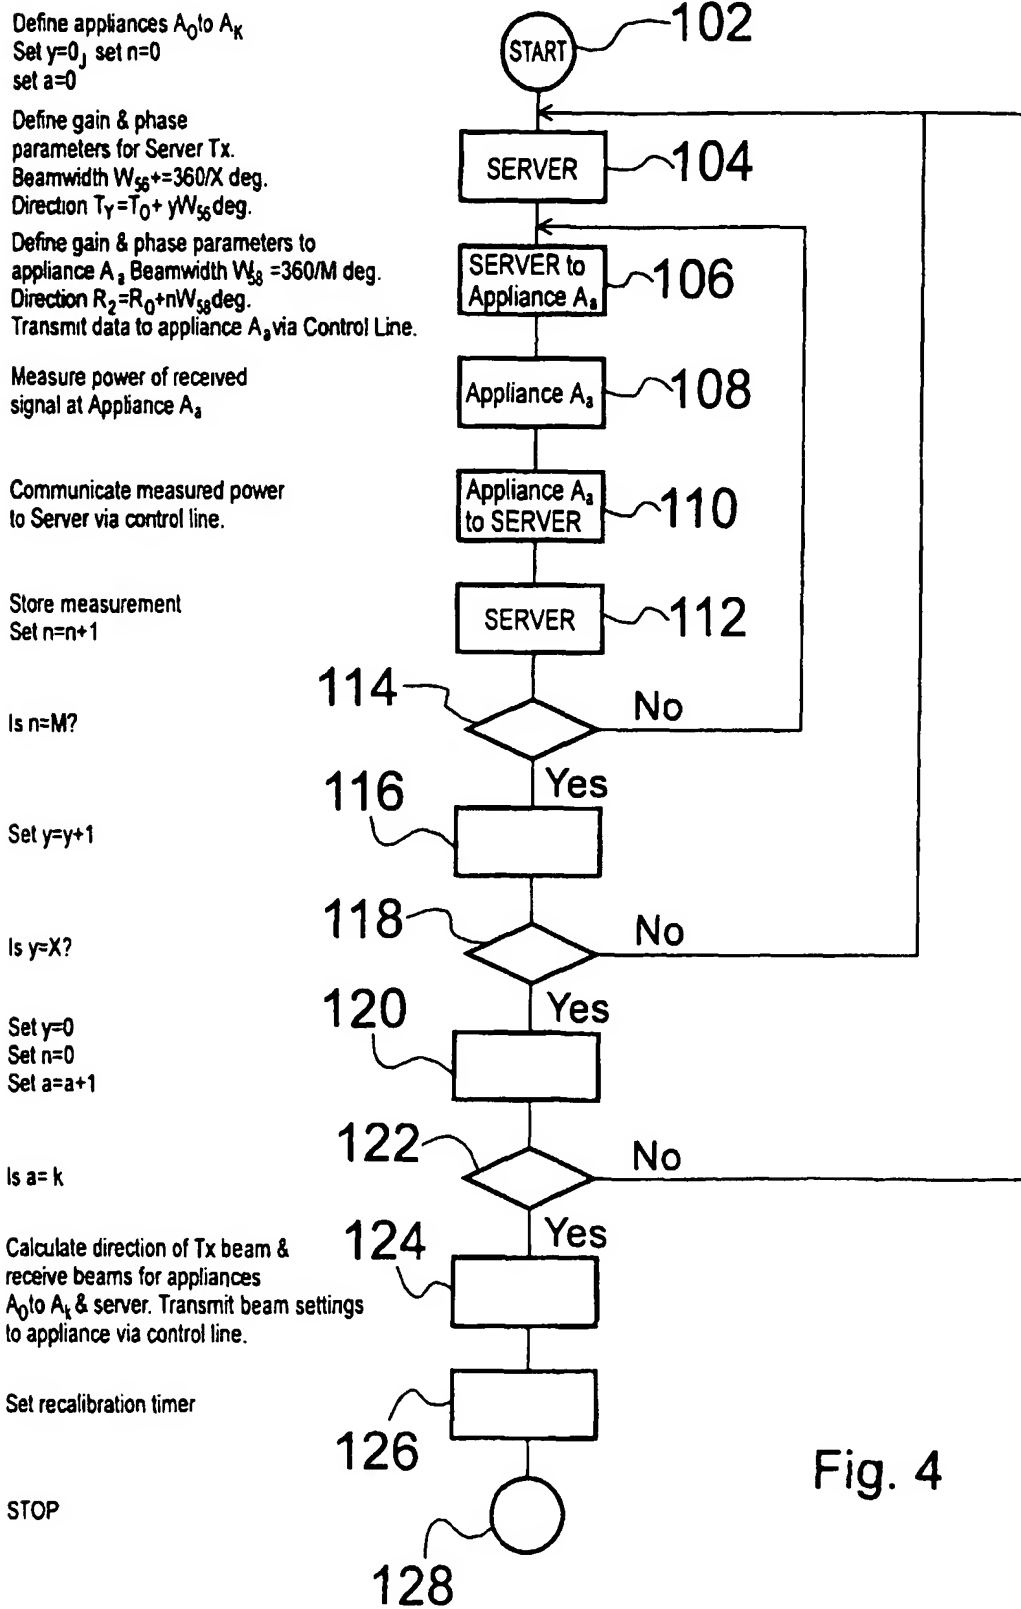 Define appliances A0 to AK
Set y=0, set n=0
set a=0
START
102
Define gain & phase
parameters for Server Tx.
Beamwidth W56+=360/X deg.
Direction TY=T0+ yW56 deg.
SERVER
104
Define gain & phase parameters to
appliance Aa Beamwidth W58 =360/M deg.
Direction R2=R0+nW58 deg.
Transmit data to appliance Aa via Control Line.
SERVER to
Appliance Aa
106
Measure power of received
signal at Appliance Aa
Appliance Aa
108
Communicate measured power
to Server via control line.
Appliance Aa
to SERVER
110
Store measurement
Set n=n+1
SERVER
112
114
No
Is n=M?
Yes
116
Set y=y+1
118
No
Is y=X?
Yes
120
Set y=0
Set n=0
Set a=a+1
122
No
Is a= k
Yes
124
Calculate direction of Tx beam &
receive beams for appliances
A0 to Ak & server. Transmit beam settings
to appliance via control line.
Set recalibration timer
126
Fig. 4
STOP
128